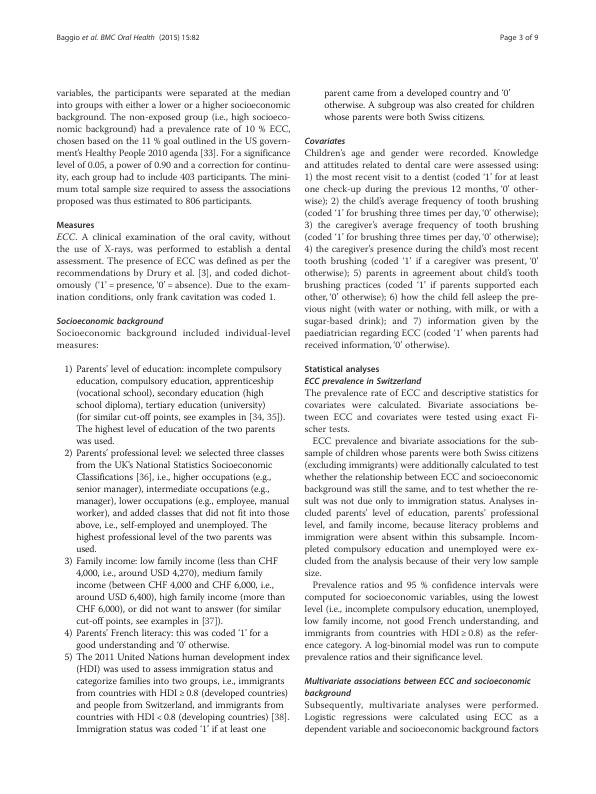 Baggio et al. BMC Oral Health (2015) 15:82
Page 3 of 9
variables, the participants were separated at the median
into groups with either a lower or a higher socioeconomic
background. The non-exposed group (i.e., high socioeco-
nomic background) had a prevalence rate of 10 % ECC,
chosen based on the 11 % goal outlined in the US govern-
ment's Healthy People 2010 agenda [33]. For a significance
level of 0.05, a power of 0.90 and a correction for continu-
ity, each group had to include 403 participants. The mini-
mum total sample size required to assess the associations
proposed was thus estimated to 806 participants.
Measures
ECC. A clinical examination of the oral cavity, without
the use of X-rays, was performed to establish a dental
assessment. The presence of ECC was defined as per the
recommendations by Drury et al. [3], and coded dichot-
omously ('1' = presence, '0' = absence). Due to the exam-
ination conditions, only frank cavitation was coded 1.
Socioeconomic background
Socioeconomic background included individual-level
measures:
1) Parents' level of education: incomplete compulsory
education, compulsory education, apprenticeship
(vocational school), secondary education (high
school diploma), tertiary education (university)
(for similar cut-off points, see examples in [34, 35]).
The highest level of education of the two parents
was used.
2) Parents' professional level: we selected three classes
from the UK's National Statistics Socioeconomic
Classifications [36], i.e., higher occupations (e.g.,
senior manager), intermediate occupations (e.g.,
manager), lower occupations (employee, manual
worker), and added classes that did not fit into those
above, i.e., self-employed and unemployed. The
highest professional level of the two parents was
used.
3) Family income: low family income (less than CHF
4,000, i.e., around USD 4,270), medium family
income (between CHF 4,000 and CHF 6,000, i.e.,
around USD 6,400), high family income (more than
CHF 6,000), or did not want to answer (for similar
cut-off points, see examples in [37]).
4) Parents' French literacy: this was coded '1' for a
good understanding and '0' otherwise.
5) The 2011 United Nations human development index
(HDI) was used to assess immigration status and
categorize families into two groups, i.e., immigrants
from countries with HDI ≥ 0.8 (developed countries)
and people from Switzerland, and immigrants from
countries with HDI < 0.8 (developing countries) [38].
Immigration status was coded '1' if at least one
parent came from a developed country and '0'
otherwise. A subgroup was also created for children
whose parents were both Swiss citizens.
Covariates
Children's age and gender were recorded. Knowledge
and attitudes related to dental care were assessed using:
1) the most recent visit to a dentist (coded '1' for at least
one check-up during the previous 12 months, '0' other-
wise); 2) the child's average frequency of tooth brushing
(coded '1' for brushing three times per day, '0' otherwise);
3) the caregiver's average frequency of tooth brushing
(coded '1' for brushing three times per day, '0' otherwise);
4) the caregiver's presence during the child's most recent
tooth brushing (coded '1' if a caregiver was present, '0'
otherwise); 5) parents in agreement about child's tooth
brushing practices (coded '1' if parents supported each
other, '0' otherwise); 6) how the child fell asleep the pre-
vious night (with water or nothing, with milk, or with a
sugar-based drink); and 7) information given by the
paediatrician regarding ECC (coded '1' when parents had
received information, '0' otherwise).
Statistical analyses
ECC prevalence in Switzerland
The prevalence rate of ECC and descriptive statistics for
covariates were calculated. Bivariate associations be-
tween ECC and covariates were tested using exact Fi-
scher tests.
ECC prevalence and bivariate associations for the sub-
sample of children whose parents were both Swiss citizens
(excluding immigrants) were additionally calculated to test
whether the relationship between ECC and socioeconomic
background was still the same, and to test whether the re-
sult was not due only to immigration status. Analyses in-
cluded parents' level of education, parents' professional
level, and family income, because literacy problems and
immigration were absent within this subsample. Incom-
pleted compulsory education and unemployed were ex-
cluded from the analysis because of their very low sample
size.
Prevalence ratios and 95 % confidence intervals were
computed for socioeconomic variables, using the lowest
level (i.e., incomplete compulsory education, unemployed,
low family income, not good French understanding, and
immigrants from countries with HDI ≥ 0.8) as the refer-
ence category. A log-binomial model was run to compute
prevalence ratios and their significance level.
Multivariate associations between ECC and socioeconomic
background
Subsequently, multivariate analyses were performed.
Logistic regressions were calculated using ECC as a
dependent variable and socioeconomic background factors